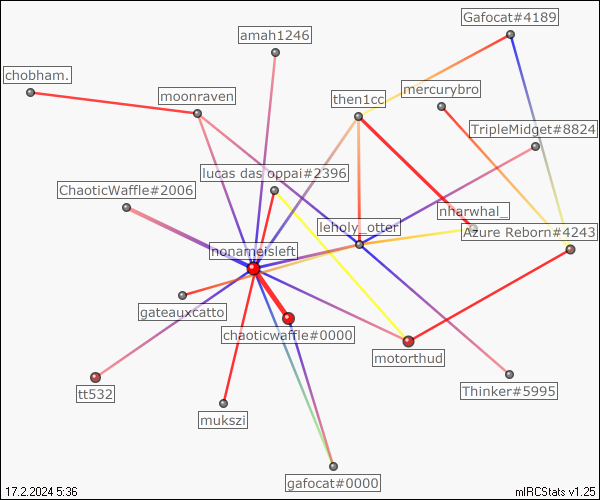 Gafocat#4189
amah1246
chobham.
mercurybro
moonraven
then1cc
TripleMidget#8824
lucas das oppai#2396
ChaoticWaffle#2006
nharwhal_
leholy_otter
Azure Reborn#4243
nonameisleft
gateauxcatto
chaoticwaffle#0000
motorthud
tt532
Thinker#5995
mukszi
gafocat#0000
17.2.2024 5:36
mIRCStats v1.25